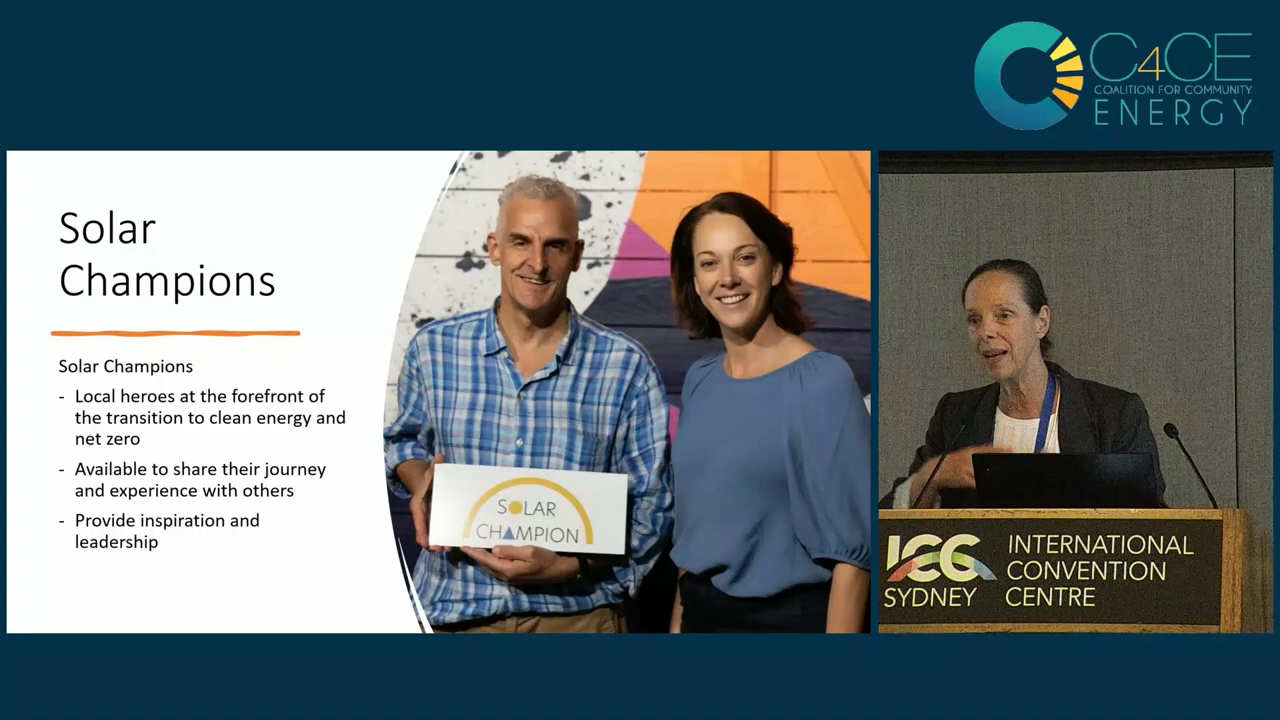 C4CE
COALITION FOR COMMUNITY
ENERGY
Solar
Champions
Solar Champions
- Local heroes at the forefront of
the transition to clean energy and
net zero
- Available to share their journey
and experience with others
- Provide inspiration and
leadership
SOLAR
CHAMPION
ICC
SYDNEY
INTERNATIONAL
CONVENTION
CENTRE